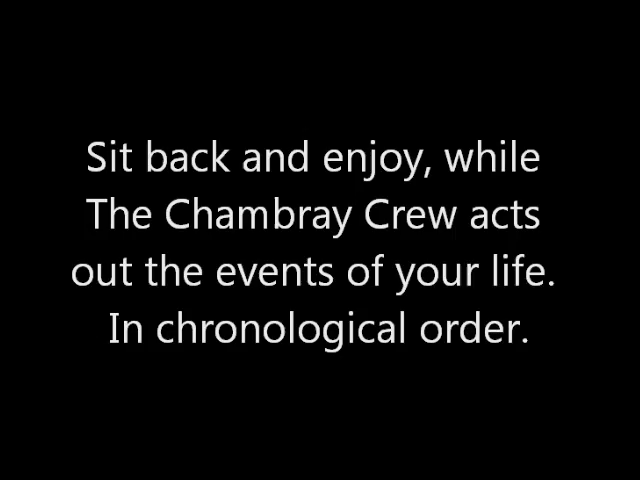 Sit back and enjoy, while
The Chambray Crew acts
out the events of your life.
In chronological order.